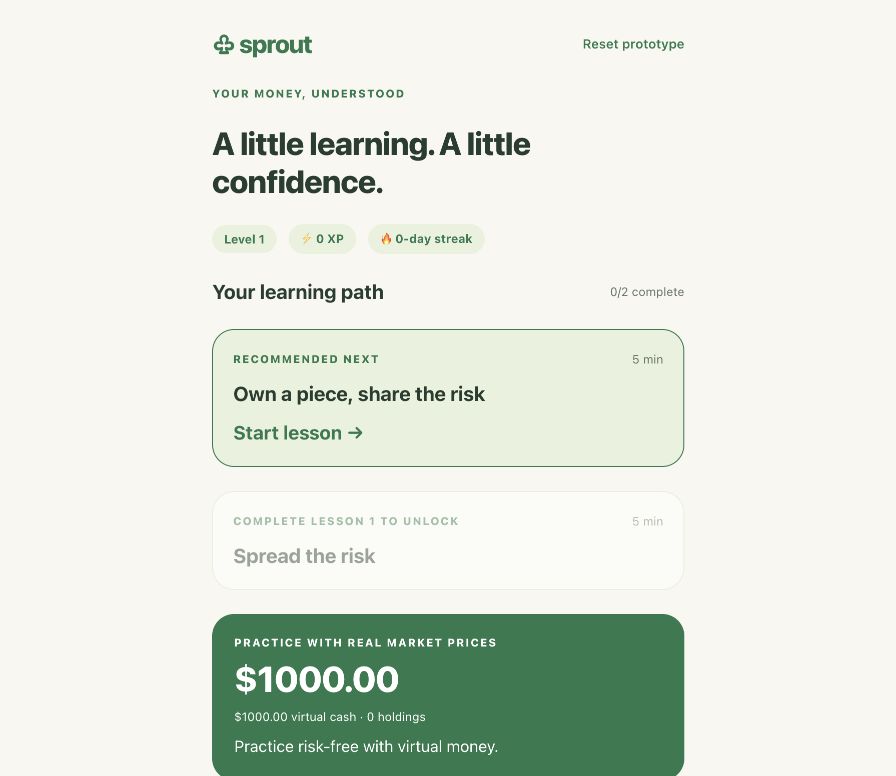 sprout
Reset prototype
YOUR MONEY, UNDERSTOOD
A little learning. A little
confidence.
Level 1
⚡ 0 XP
🔥 0-day streak
Your learning path
0/2 complete
RECOMMENDED NEXT
5 min
Own a piece, share the risk
Start lesson →
COMPLETE LESSON 1 TO UNLOCK
5 min
Spread the risk
PRACTICE WITH REAL MARKET PRICES
$1000.00
$1000.00 virtual cash · 0 holdings
Practice risk-free with virtual money.